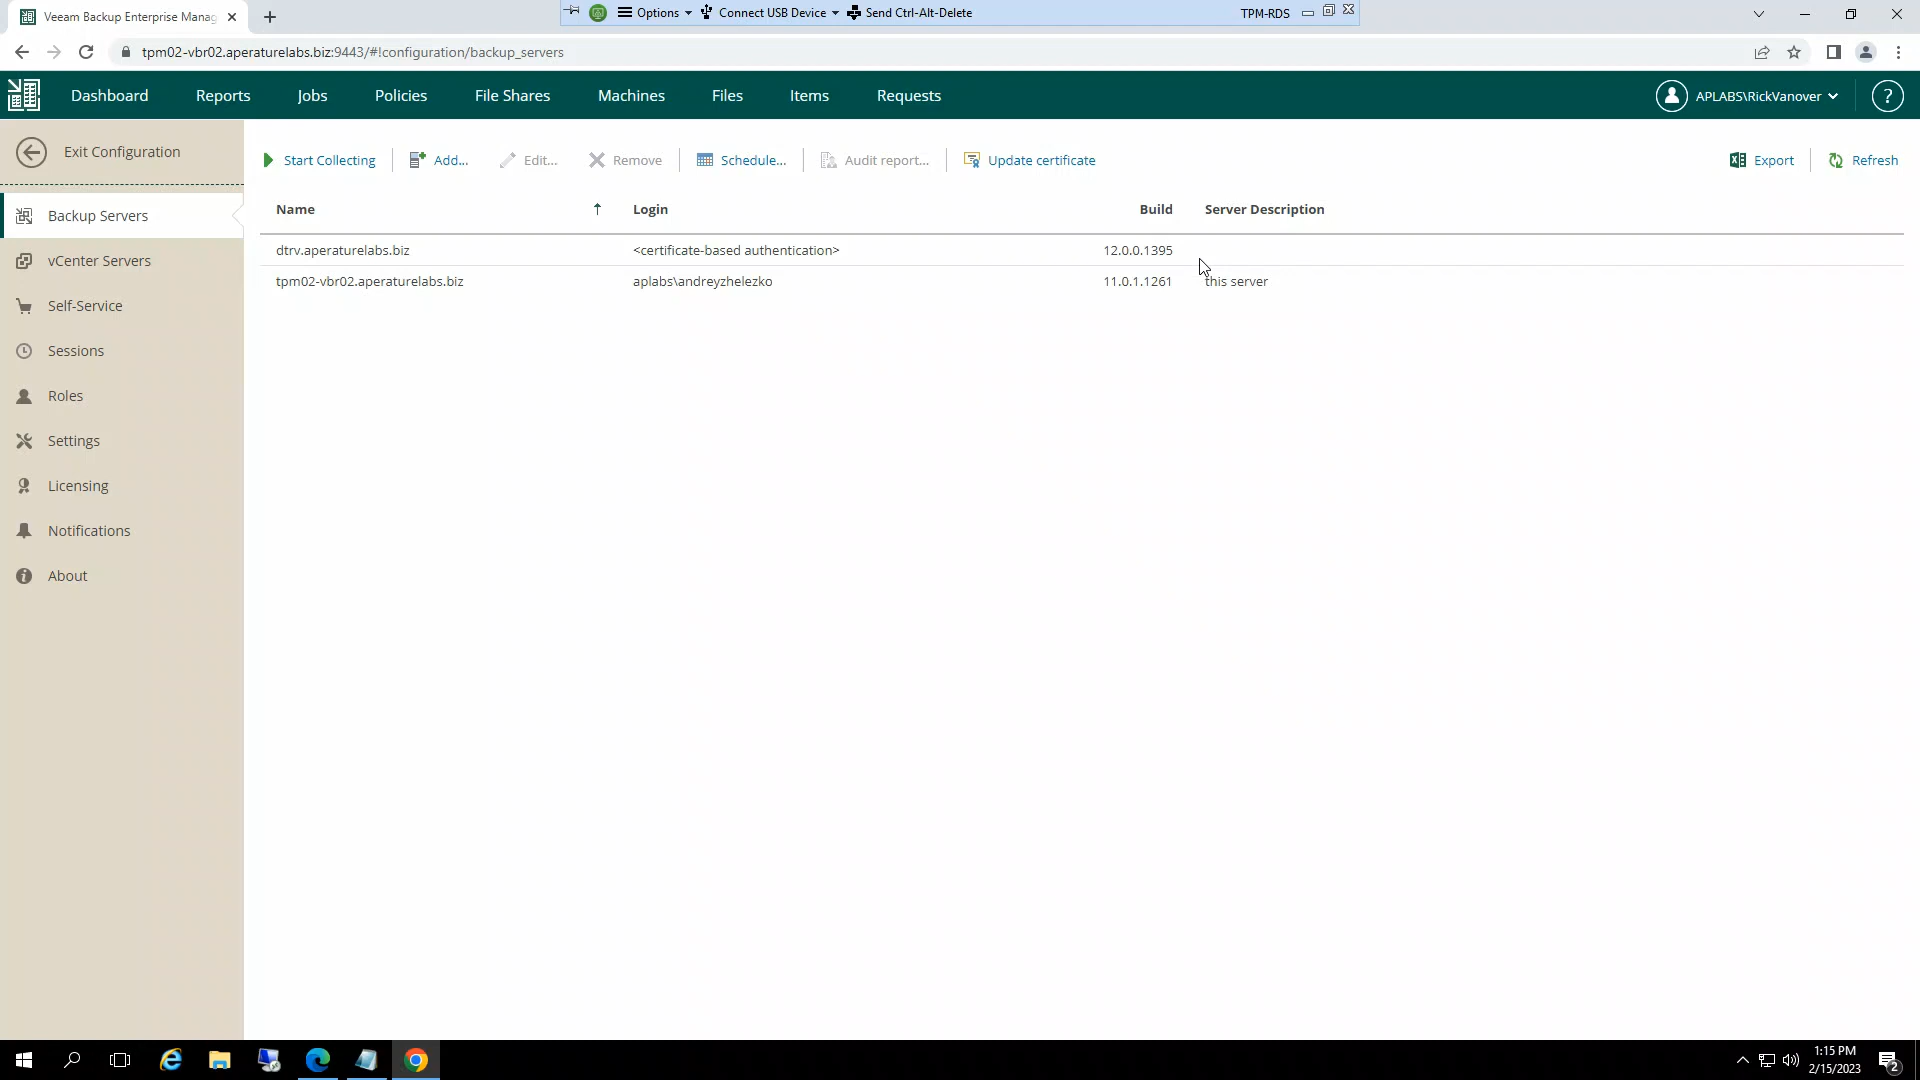 Veeam Backup Enterprise Mana
Options
Connect USB Device
Send Ctrl-Alt-Delete
TPM-RDS
tpm02-vbr02.aperaturelabs.biz:9443/#!configuration/backup_servers
Dashboard
Reports
Jobs
Policies
File Shares
Machines
Files
Items
Requests
APLABS\RickVanover
?
Exit Configuration
Start Collecting
Add...
Edit...
Remove
Schedule...
Audit report...
Update certificate
Export
Refresh
Backup Servers
vCenter Servers
Self-Service
Sessions
Roles
Settings
Licensing
Notifications
About
Name Login Build Server Description
dtrv.aperaturelabs.biz <certificate-based authentication> 12.0.0.1395
tpm02-vbr02.aperaturelabs.biz aplabs\andreyzhelezko 11.0.1.1261 this server
1:15 PM
2/15/2023
2